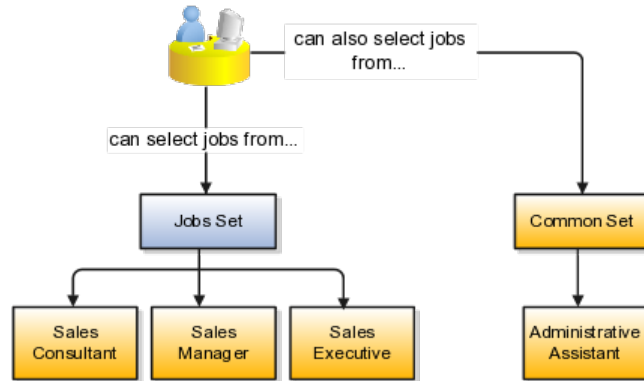 can also select jobs
from...
can select jobs from...
Jobs Set
Common Set
Sales
Consultant
Sales
Manager
Sales
Executive
Administrative
Assistant